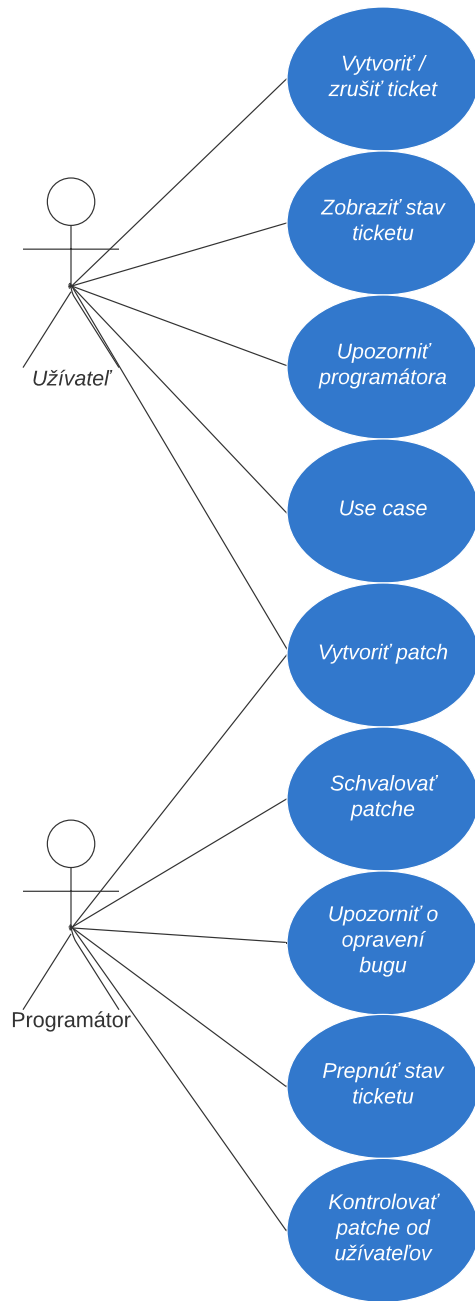 Vytvoriť /
zrušiť ticket
Zobraziť stav
ticketu
Upozorniť
programátora
Užívateľ
Use case
Vytvoriť patch
Schvalovať
patche
Upozorniť o
opravení
bugu
Programátor
Prepnúť stav
ticketu
Kontrolovať
patche od
užívateľov